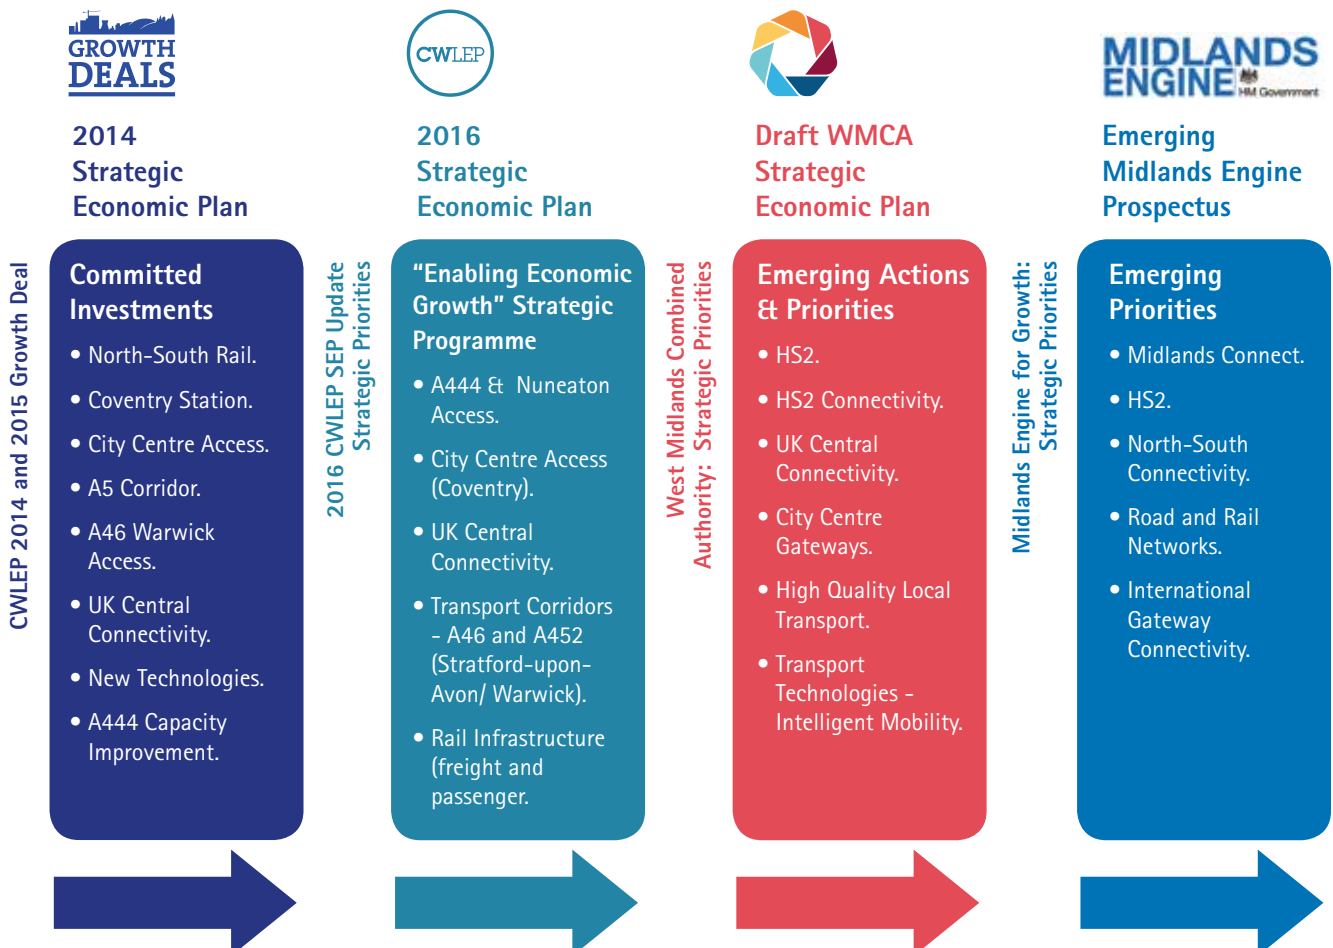 GROWTH
DEALS
2014
Strategic
Economic Plan
CWLEP 2014 and 2015 Growth Deal
Committed
Investments
• North-South Rail.
• Coventry Station.
• City Centre Access.
• A5 Corridor.
• A46 Warwick
Access.
• UK Central
Connectivity.
• New Technologies.
• A444 Capacity
Improvement.
CWLEP
2016
Strategic
Economic Plan
2016 CWLEP SEP Update
Strategic Priorities
“Enabling Economic
Growth” Strategic
Programme
• A444 & Nuneaton
Access.
• City Centre Access
(Coventry).
• UK Central
Connectivity.
• Transport Corridors
- A46 and A452
(Stratford-upon-
Avon/ Warwick).
• Rail Infrastructure
(freight and
passenger.
Draft WMCA
Strategic
Economic Plan
West Midlands Combined
Authority: Strategic Priorities
Emerging Actions
& Priorities
• HS2.
• HS2 Connectivity.
• UK Central
Connectivity.
• City Centre
Gateways.
• High Quality Local
Transport.
• Transport
Technologies -
Intelligent Mobility.
MIDLANDS
ENGINE HM Government
Emerging
Midlands Engine
Prospectus
Midlands Engine for Growth:
Strategic Priorities
Emerging
Priorities
• Midlands Connect.
• HS2.
• North-South
Connectivity.
• Road and Rail
Networks.
• International
Gateway
Connectivity.